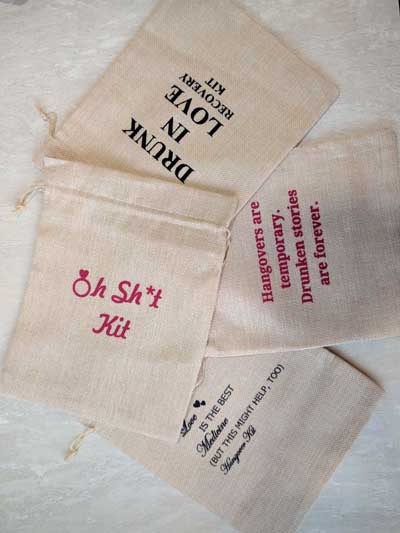 DRUNK
IN
LOVE
RECOVERY
KIT
Hangovers are
temporary.
Drunken stories
are forever.
Oh Sh*t
Kit
Love
IS THE BEST
Medicine
(BUT THIS MIGHT HELP, TOO)
Hangover Kit